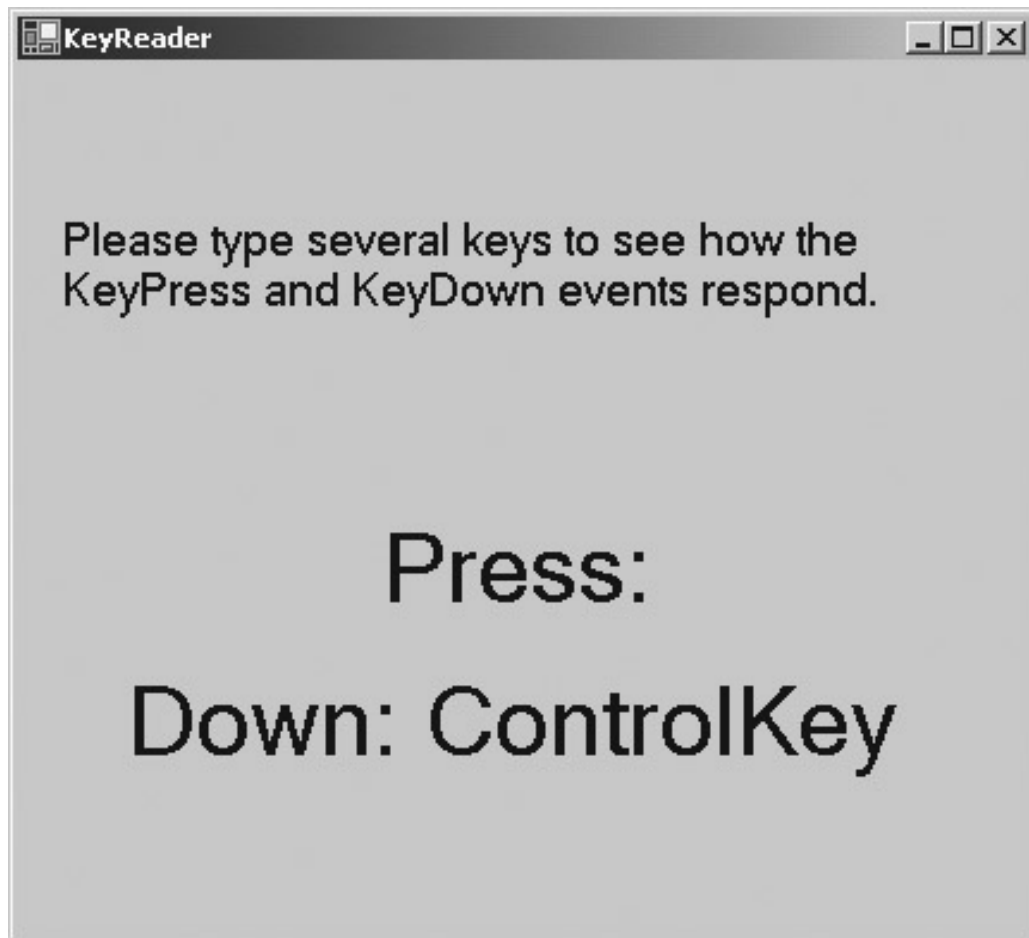 KeyReader
Please type several keys to see how the
KeyPress and KeyDown events respond.
Press:
Down: ControlKey